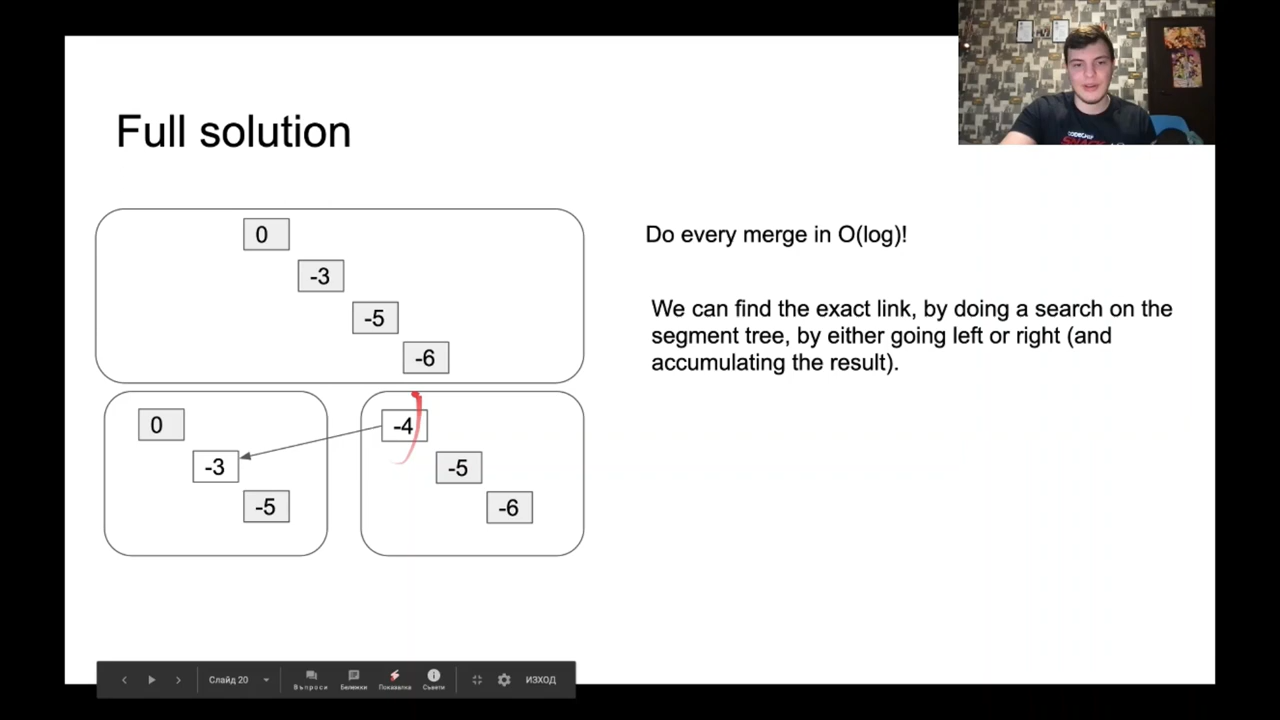 Full solution
0
-3
-5
-6
0
-3
-5
-4
-5
-6
Do every merge in O(log)!
We can find the exact link, by doing a search on the
segment tree, by either going left or right (and
accumulating the result).
CODECHEF
Слайд 20
Въпроси
Бележки
Показалка
Съвети
ИЗХОД